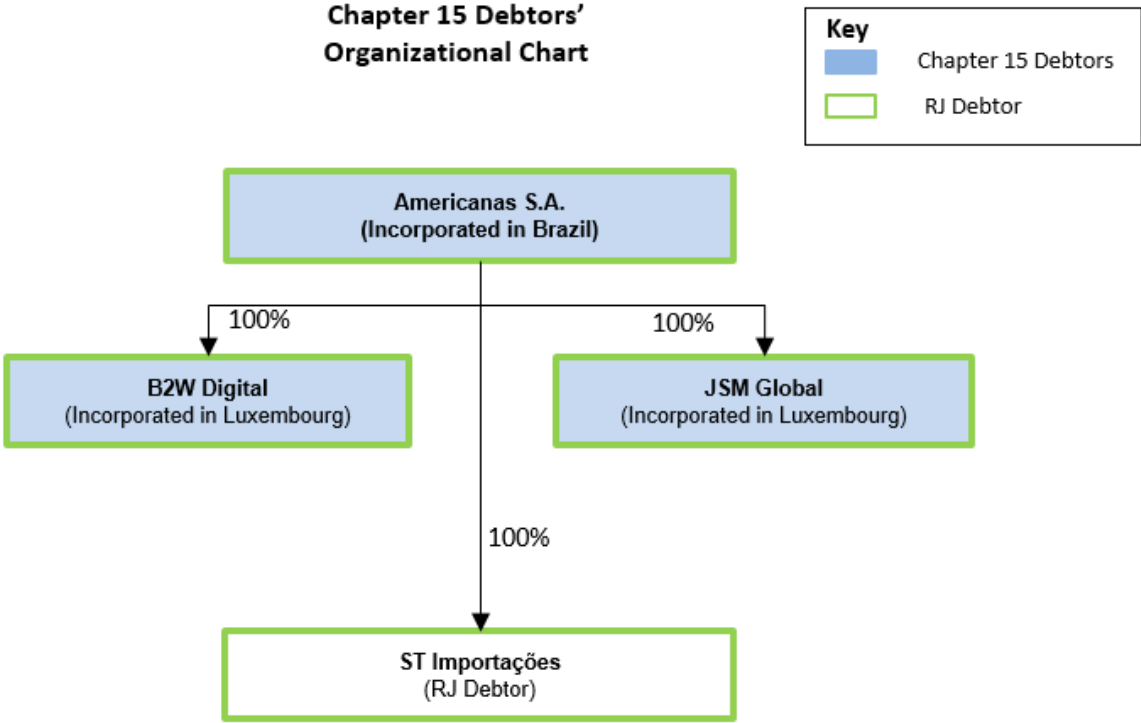 Chapter 15 Debtors’
Organizational Chart
Key
Chapter 15 Debtors
RJ Debtor
Americanas S.A.
(Incorporated in Brazil)
100%
100%
B2W Digital
(Incorporated in Luxembourg)
JSM Global
(Incorporated in Luxembourg)
100%
ST Importações
(RJ Debtor)